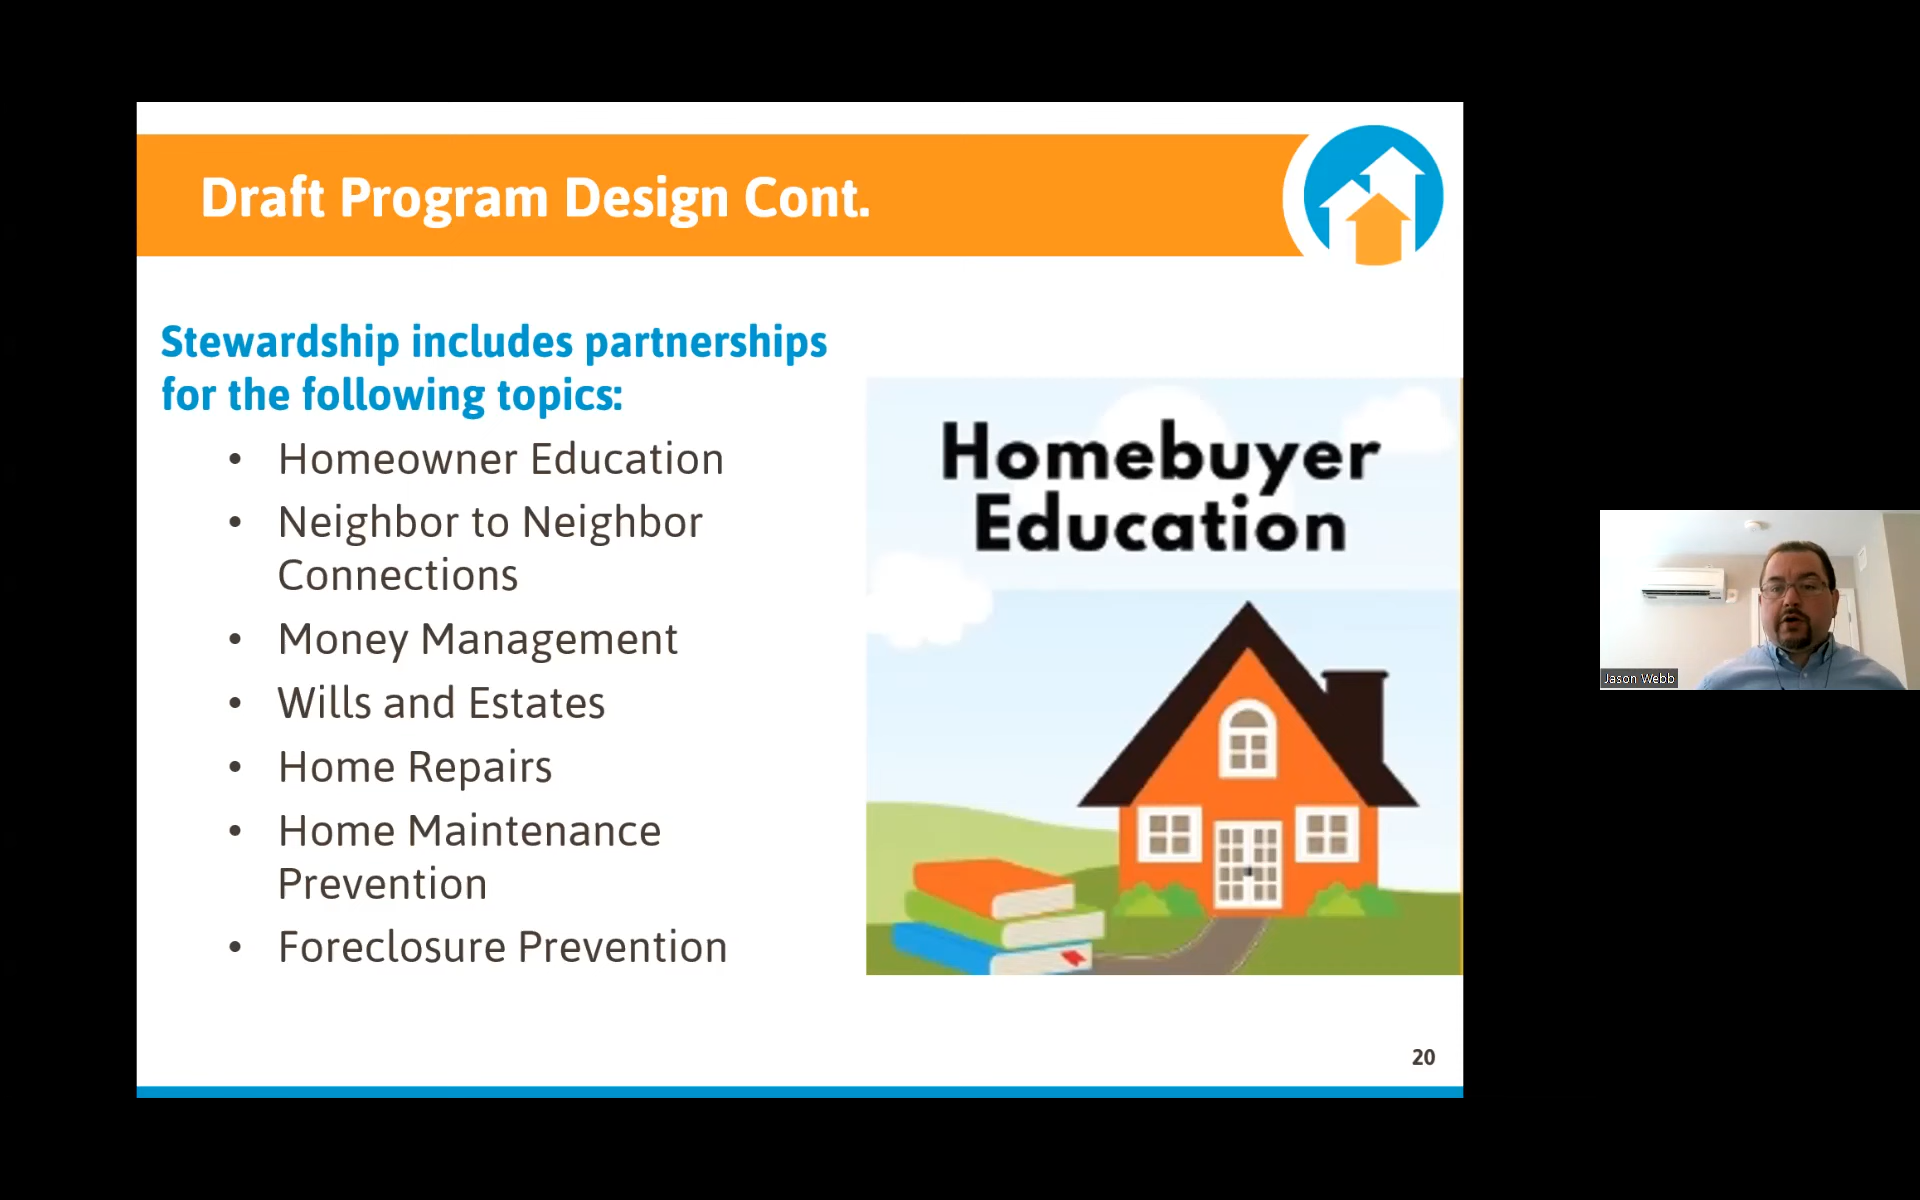 Draft Program Design Cont.
Stewardship includes partnerships
for the following topics:
• Homeowner Education
• Neighbor to Neighbor
Connections
• Money Management
• Wills and Estates
• Home Repairs
• Home Maintenance
Prevention
• Foreclosure Prevention
Homebuyer
Education
20
Jason Webb